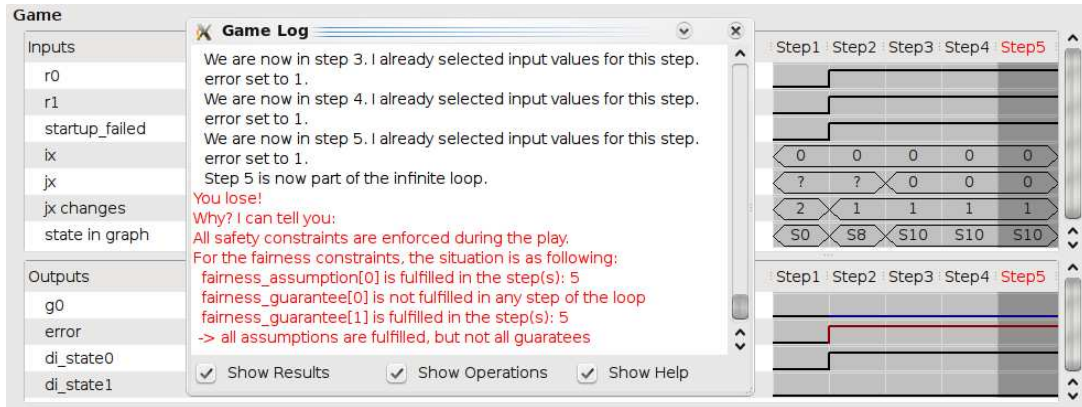 Game
Game Log
Inputs
Step1 Step2 Step3 Step4 Step5
r0
r1
startup_failed
ix 0 0 0 0 0
jx ? ? 0 0 0
jx changes 2 1 1 1 1
state in graph S0 S8 S10 S10 S10
We are now in step 3. I already selected input values for this step.
error set to 1.
We are now in step 4. I already selected input values for this step.
error set to 1.
We are now in step 5. I already selected input values for this step.
error set to 1.
Step 5 is now part of the infinite loop.
You lose!
Why? I can tell you:
All safety constraints are enforced during the play.
For the fairness constraints, the situation is as following:
fairness_assumption[0] is fulfilled in the step(s): 5
fairness_guarantee[0] is not fulfilled in any step of the loop
fairness_guarantee[1] is fulfilled in the step(s): 5
-> all assumptions are fulfilled, but not all guaratees
Show Results Show Operations Show Help
Outputs
Step1 Step2 Step3 Step4 Step5
g0
error
di_state0
di_state1